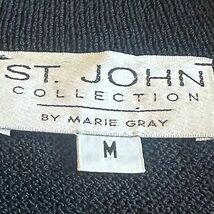 ST. JOHN
COLLECTION
BY MARIE GRAY
M